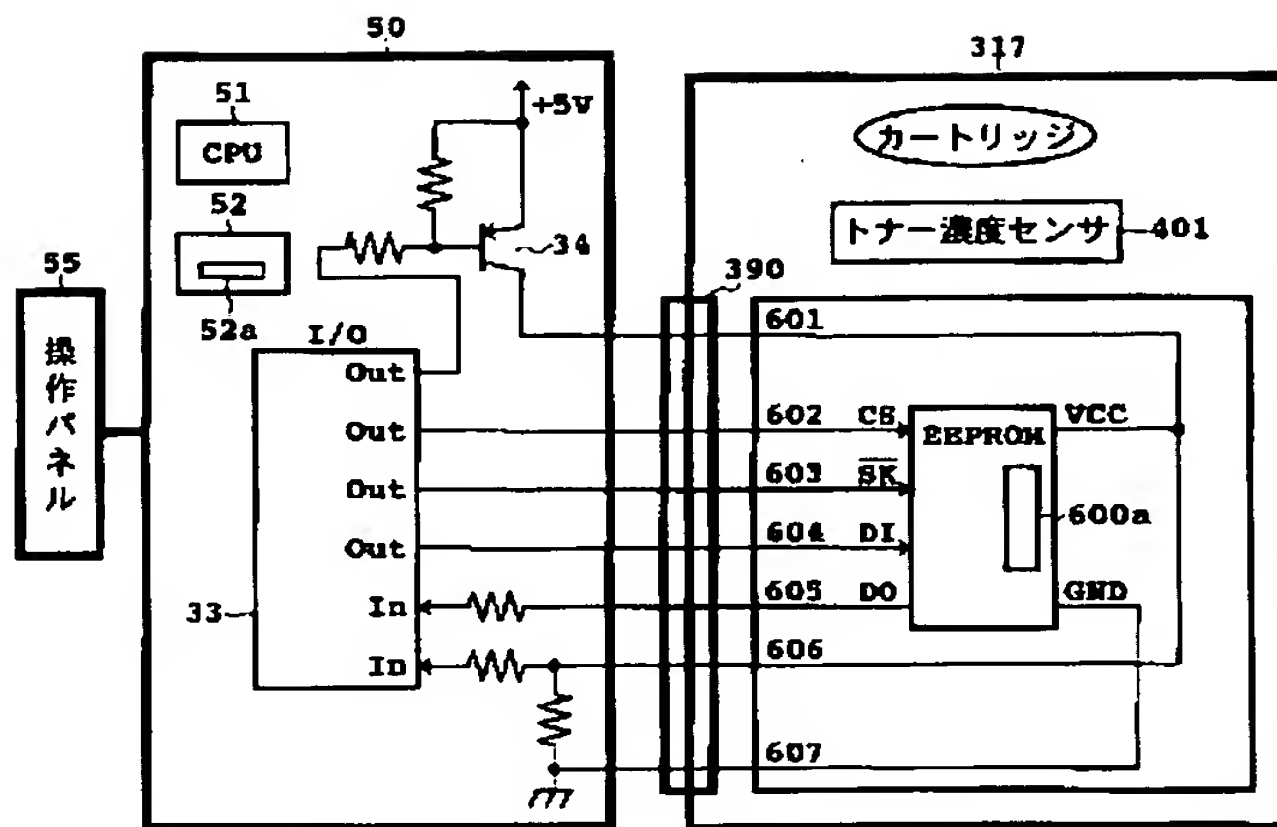 50
317
51
CPU
+5V
カートリッジ
52
34
トナー濃度センサ
401
55
390
52a
操作パネル
I/O
601
Out
Out
602
CS
EEPROM
VCC
Out
603
SK
600a
Out
604
DI
33
In
605
DO
GND
In
606
607